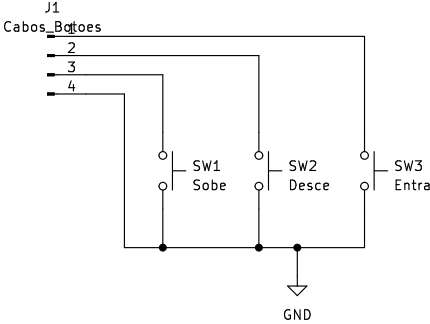 J1
Cabos_Botoes
1
2
3
4
SW1
Sobe
SW2
Desce
SW3
Entra
GND